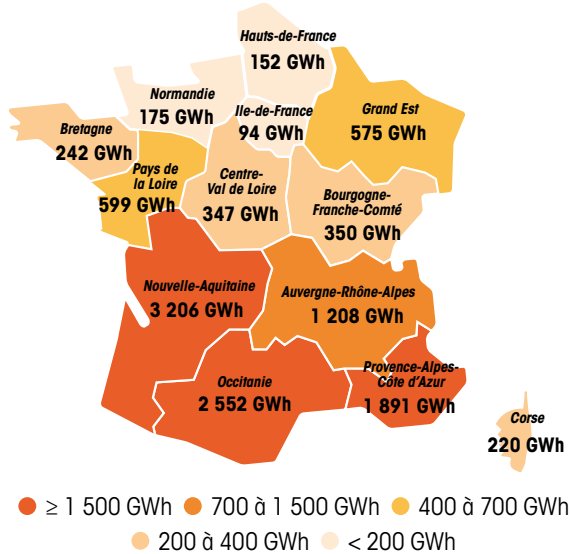 Hauts-de-France
152 GWh
Normandie
175 GWh
Ile-de-France
94 GWh
Grand Est
575 GWh
Bretagne
242 GWh
Pays de
la Loire
599 GWh
Centre-
Val de Loire
347 GWh
Bourgogne-
Franche-Comté
350 GWh
Nouvelle-Aquitaine
3 206 GWh
Auvergne-Rhône-Alpes
1 208 GWh
Occitanie
2 552 GWh
Provence-Alpes-
Côte d'Azur
1 891 GWh
Corse
220 GWh
≥ 1 500 GWh 700 à 1 500 GWh 400 à 700 GWh
200 à 400 GWh < 200 GWh